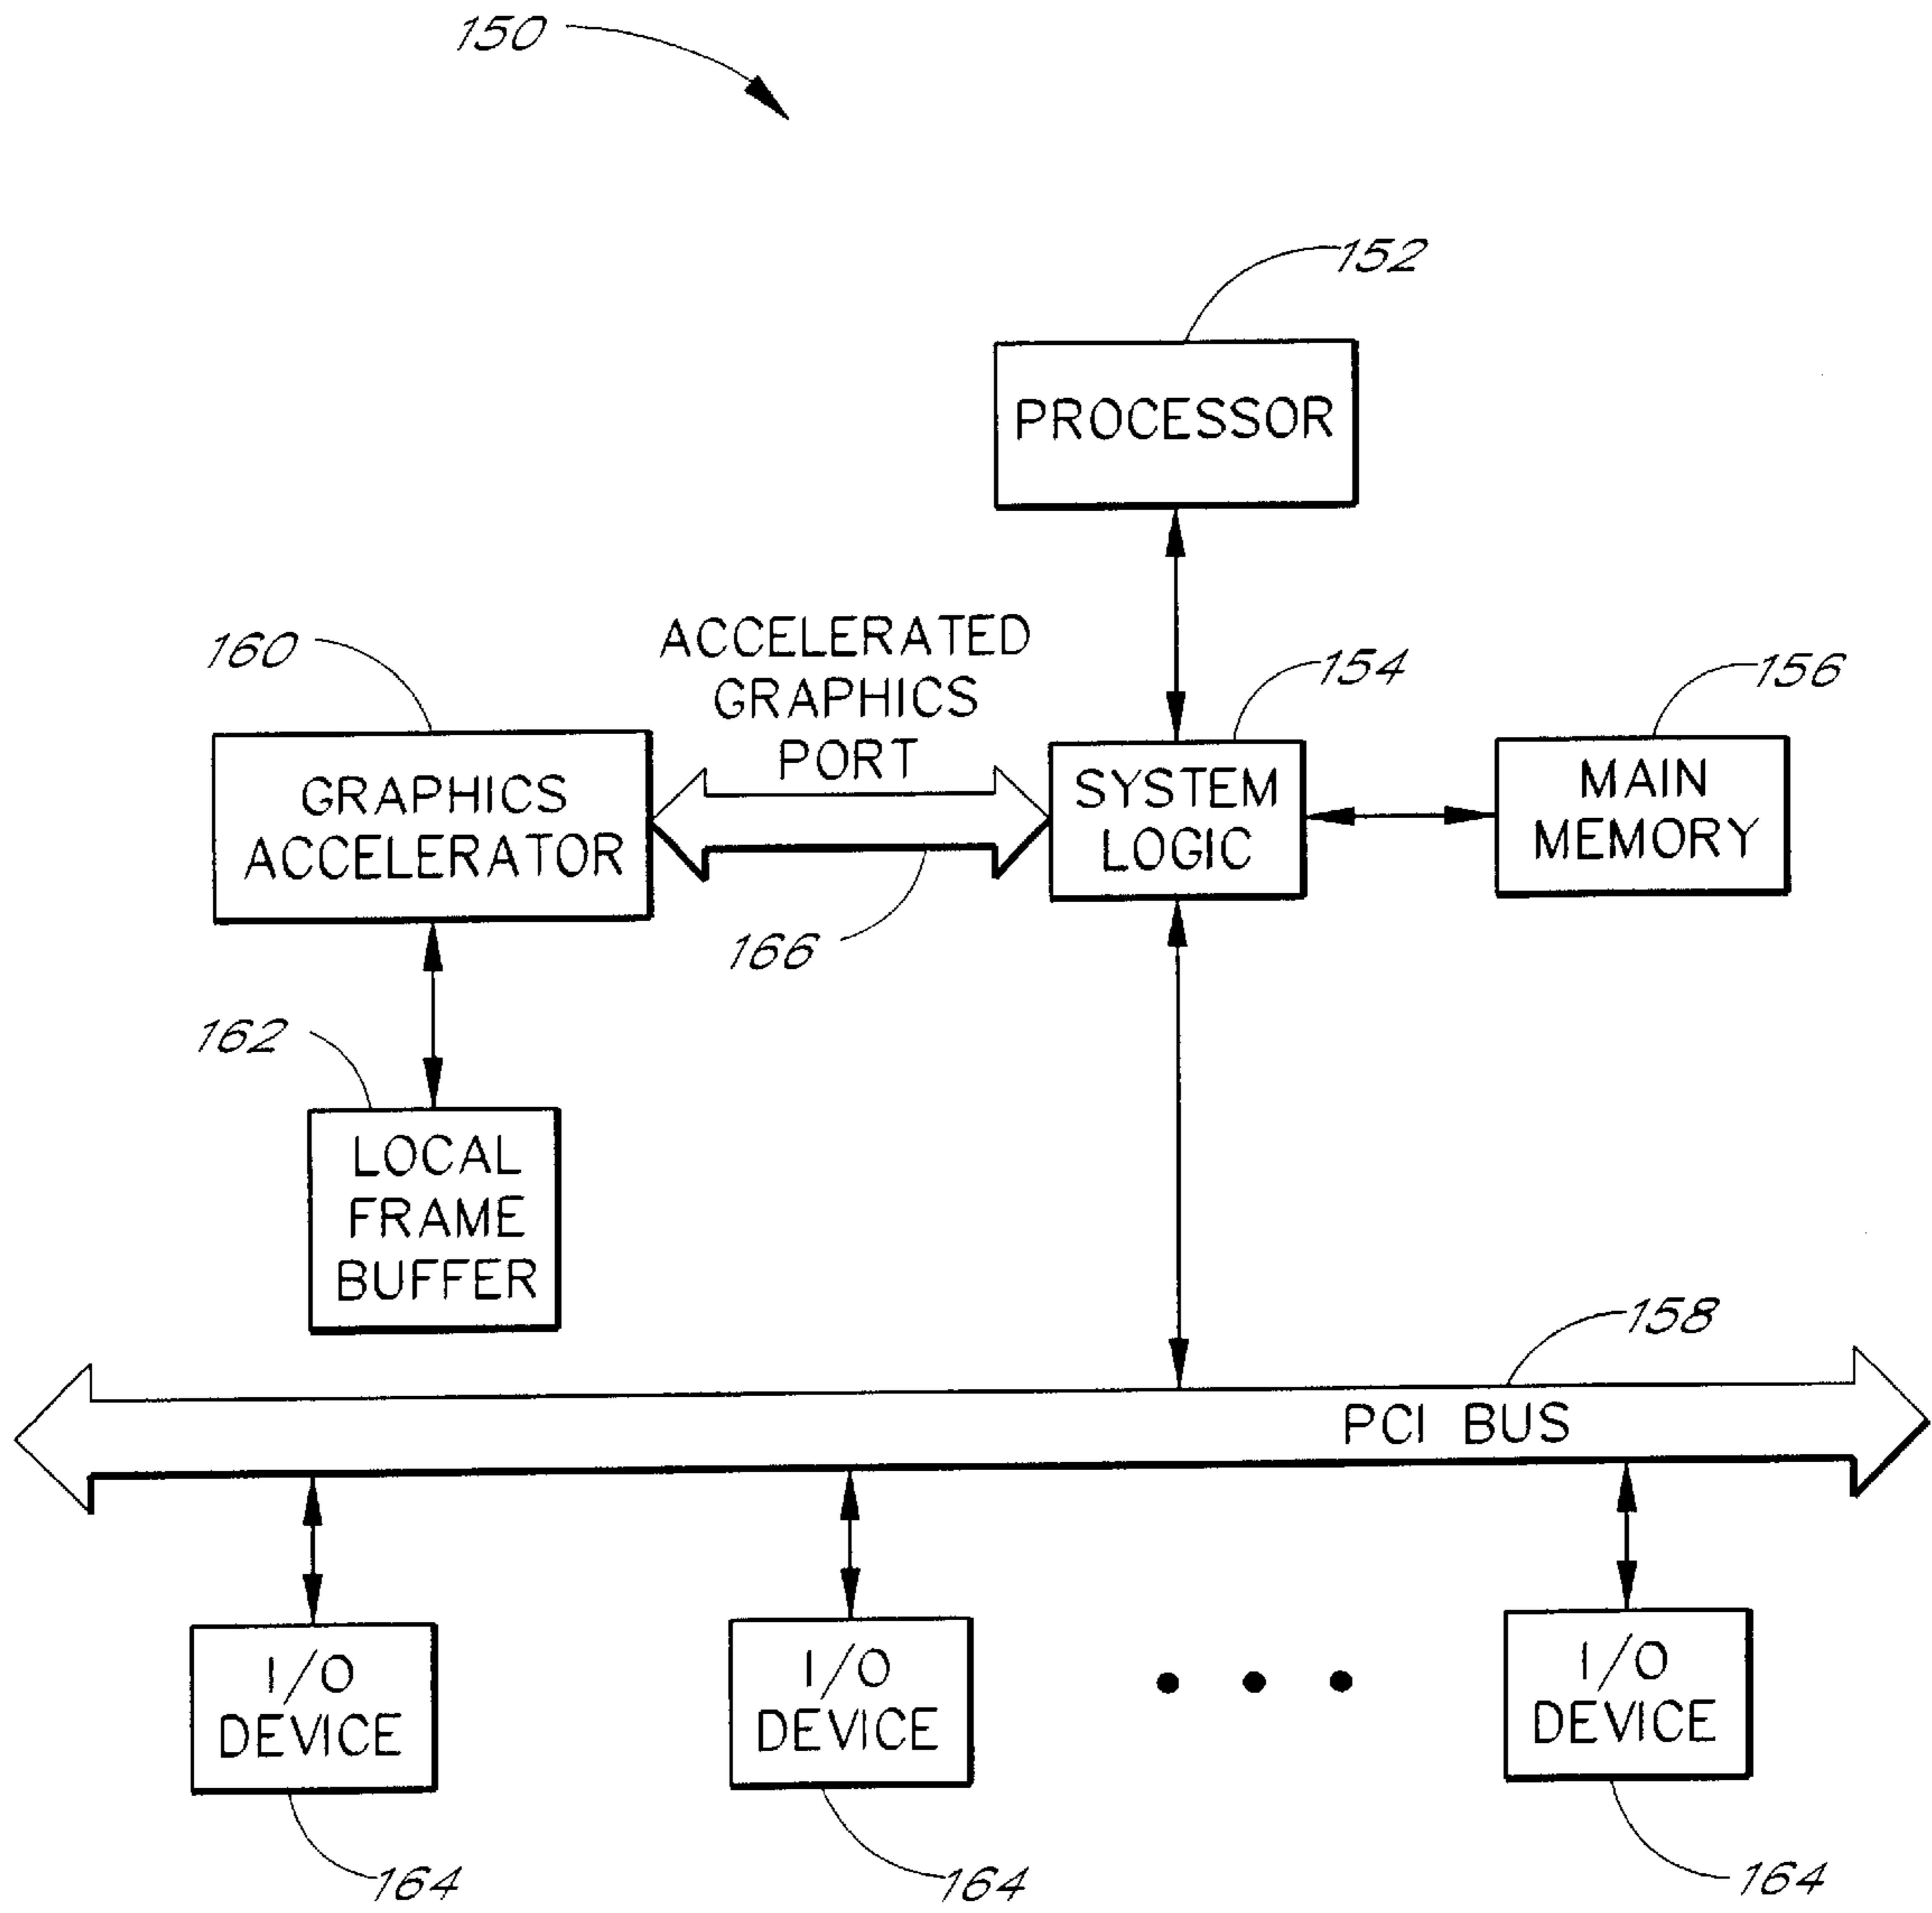 150
152
PROCESSOR
160
ACCELERATED
GRAPHICS
PORT
154
156
GRAPHICS
ACCELERATOR
SYSTEM
LOGIC
MAIN
MEMORY
166
162
LOCAL
FRAME
BUFFER
158
PCI BUS
I/O
DEVICE
I/O
DEVICE
I/O
DEVICE
164
164
164